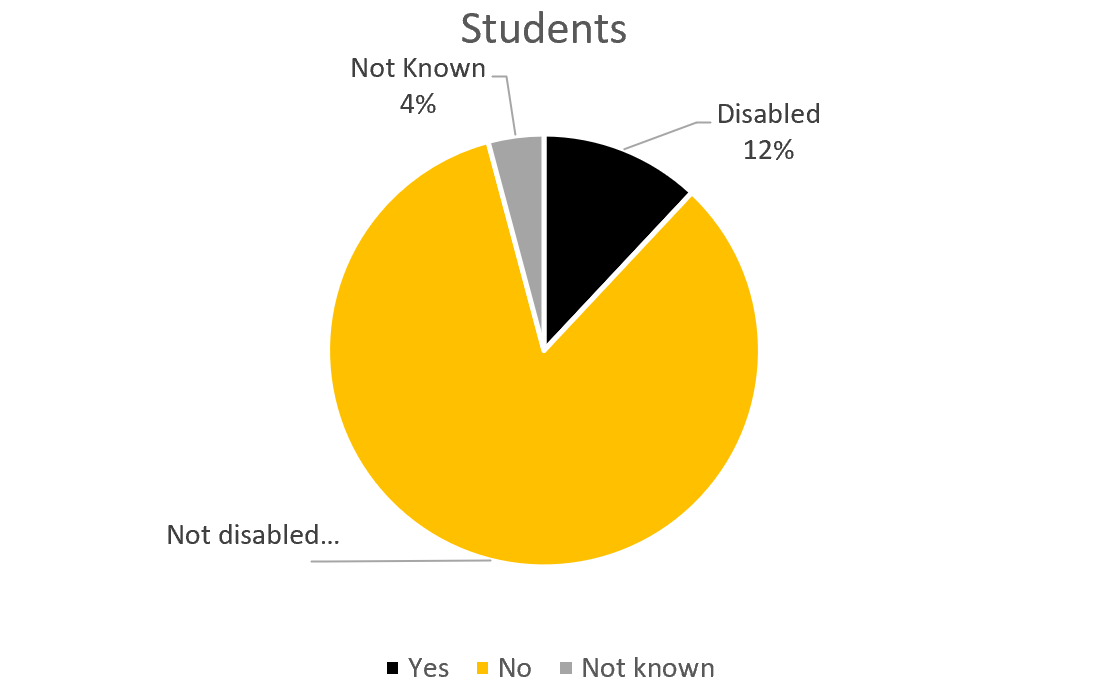 Students
Not Known
4%
Disabled
12%
Not disabled...
Yes No Not known